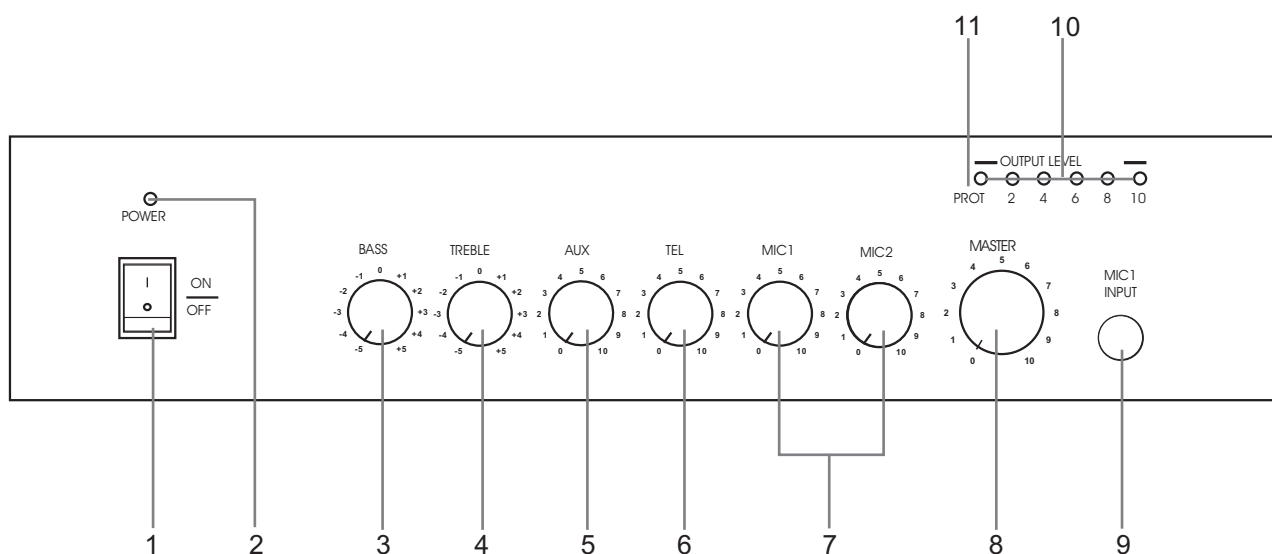 11 10
OUTPUT LEVEL
PROT 2 4 6 8 10
POWER
ON
OFF
I
BASS
-5 -4 -3 -2 -1 0 +1 +2 +3 +4 +5
TREBLE
-5 -4 -3 -2 -1 0 +1 +2 +3 +4 +5
AUX
0 1 2 3 4 5 6 7 8 9 10
TEL
0 1 2 3 4 5 6 7 8 9 10
MIC1
0 1 2 3 4 5 6 7 8 9 10
MIC2
0 1 2 3 4 5 6 7 8 9 10
MASTER
0 1 2 3 4 5 6 7 8 9 10
MIC1
INPUT
1 2 3 4 5 6 7 8 9